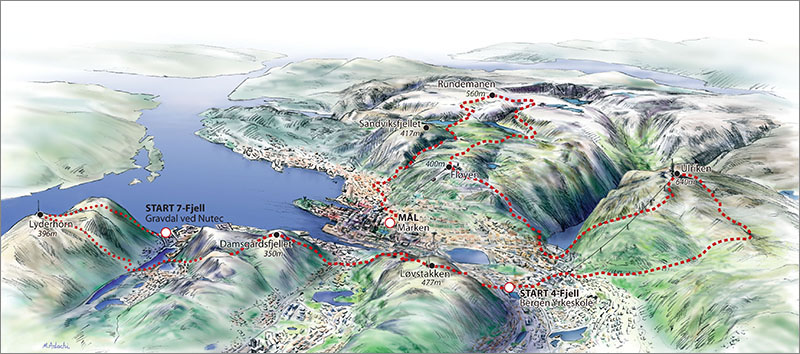 Rundemanen
560m
Sandviksfjellet
417m
400m
Fløyen
Ulriken
643m
START 7-Fjell
Gravdal ved Nutec
MÅL
Marken
Lyderhorn
396m
Damsgårdsfjellet
350m
Løvstakken
477m
START 4-Fjell
Bergen Yrkeskole